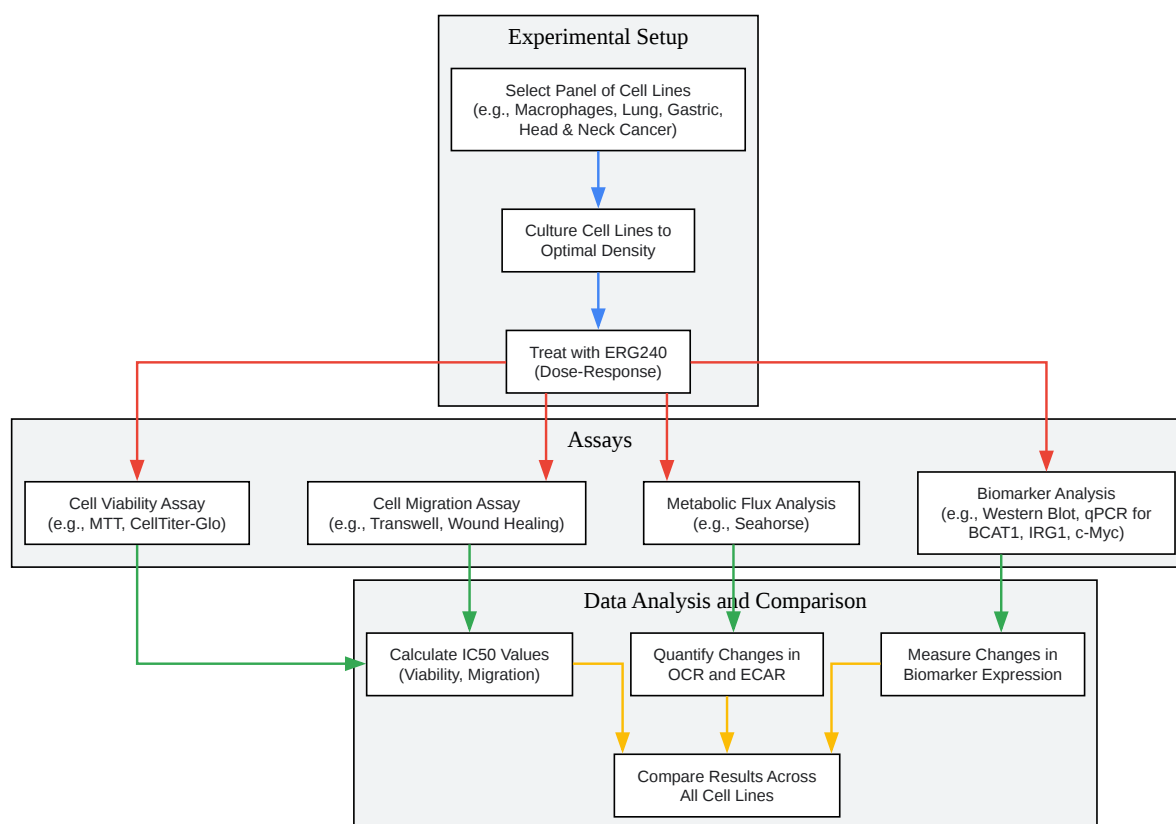 Experimental Setup
Select Panel of Cell Lines
(e.g., Macrophages, Lung, Gastric,
Head & Neck Cancer)
Culture Cell Lines to
Optimal Density
Treat with ERG240
(Dose-Response)
Assays
Cell Viability Assay
(e.g., MTT, CellTiter-Glo)
Cell Migration Assay
(e.g., Transwell, Wound Healing)
Metabolic Flux Analysis
(e.g., Seahorse)
Biomarker Analysis
(e.g., Western Blot, qPCR for
BCAT1, IRG1, c-Myc)
Data Analysis and Comparison
Calculate IC50 Values
(Viability, Migration)
Quantify Changes in
OCR and ECAR
Measure Changes in
Biomarker Expression
Compare Results Across
All Cell Lines